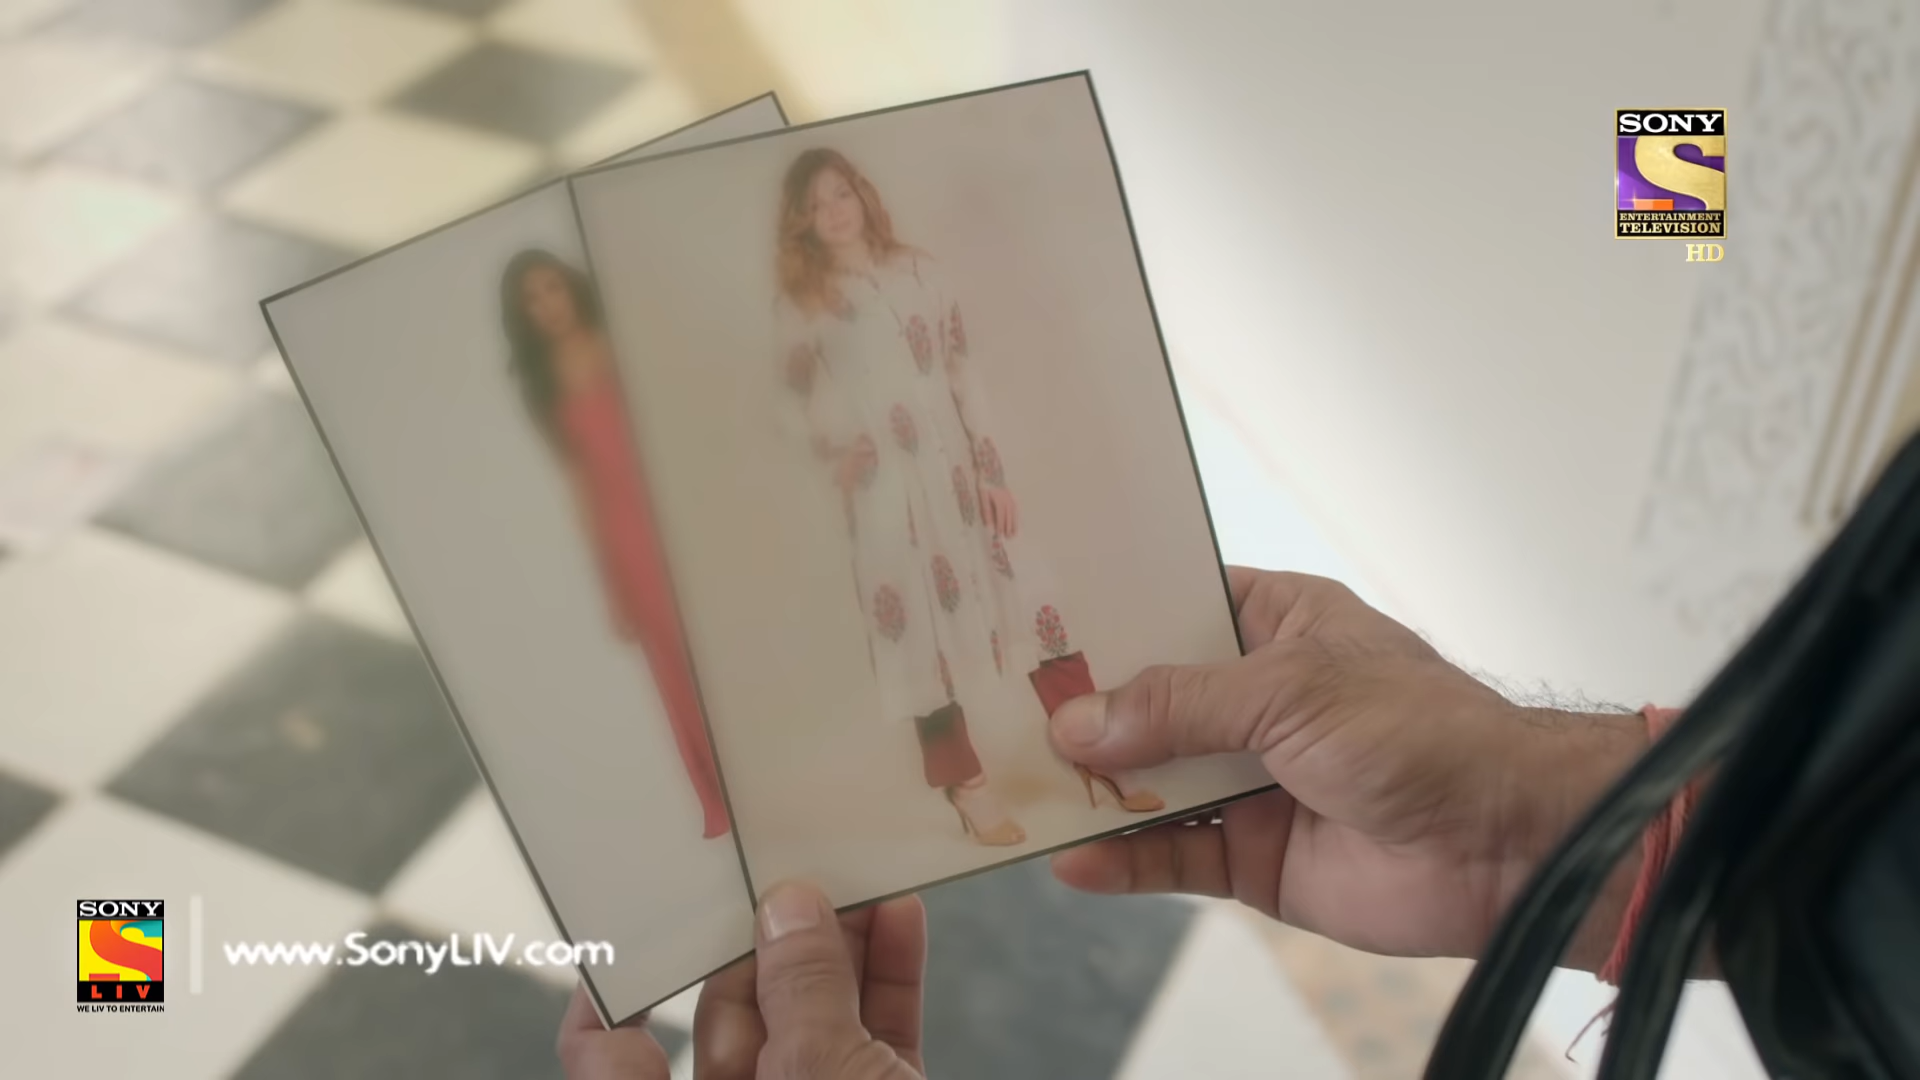 SONY
ENTERTAINMENT
TELEVISION
HD
SONY
LIV
WE LIV TO ENTERTAIN
www.SonyLIV.com